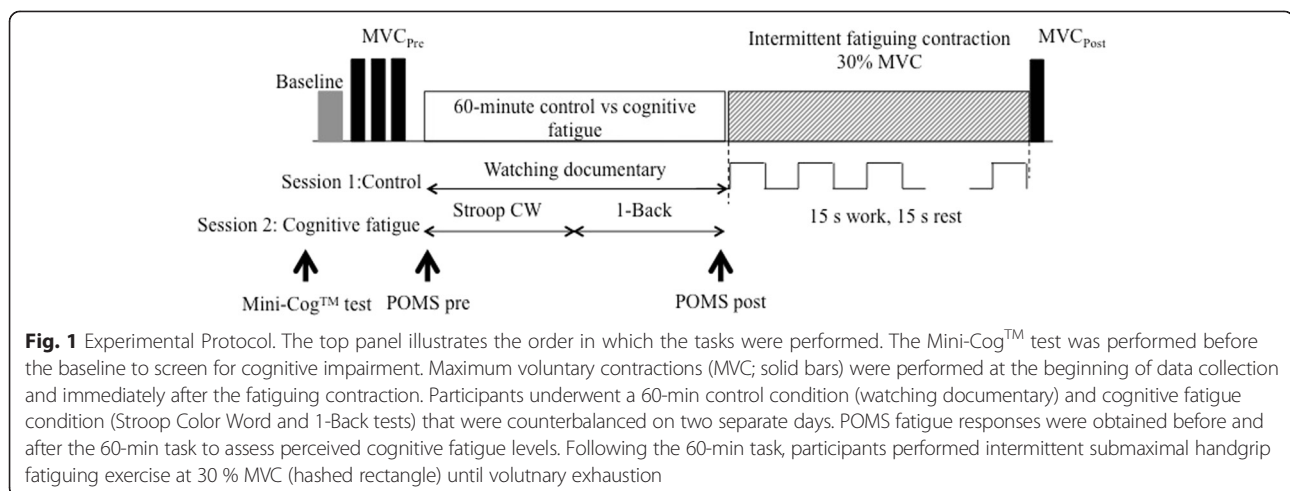 MVCPre
Intermittent fatiguing contraction
30% MVC
MVCPost
Baseline
60-minute control vs cognitive
fatigue
Session 1:Control
Watching documentary
Stroop CW
1-Back
15 s work, 15 s rest
Session 2: Cognitive fatigue
Mini-Cog™ test
POMS pre
POMS post
Fig. 1 Experimental Protocol. The top panel illustrates the order in which the tasks were performed. The Mini-Cog™ test was performed before
the baseline to screen for cognitive impairment. Maximum voluntary contractions (MVC; solid bars) were performed at the beginning of data collection
and immediately after the fatiguing contraction. Participants underwent a 60-min control condition (watching documentary) and cognitive fatigue
condition (Stroop Color Word and 1-Back tests) that were counterbalanced on two separate days. POMS fatigue responses were obtained before and
after the 60-min task to assess perceived cognitive fatigue levels. Following the 60-min task, participants performed intermittent submaximal handgrip
fatiguing exercise at 30 % MVC (hashed rectangle) until volutnary exhaustion